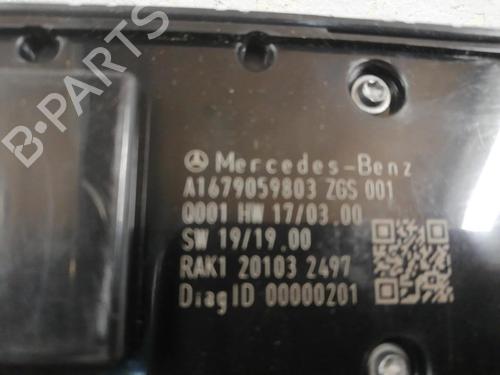 B-PARTS
Mercedes-Benz
A1679059803 ZGS 001
Q001 HW 17/03.00
SW 19/19.00
RAK1 20103 2497
DiagID 00000201